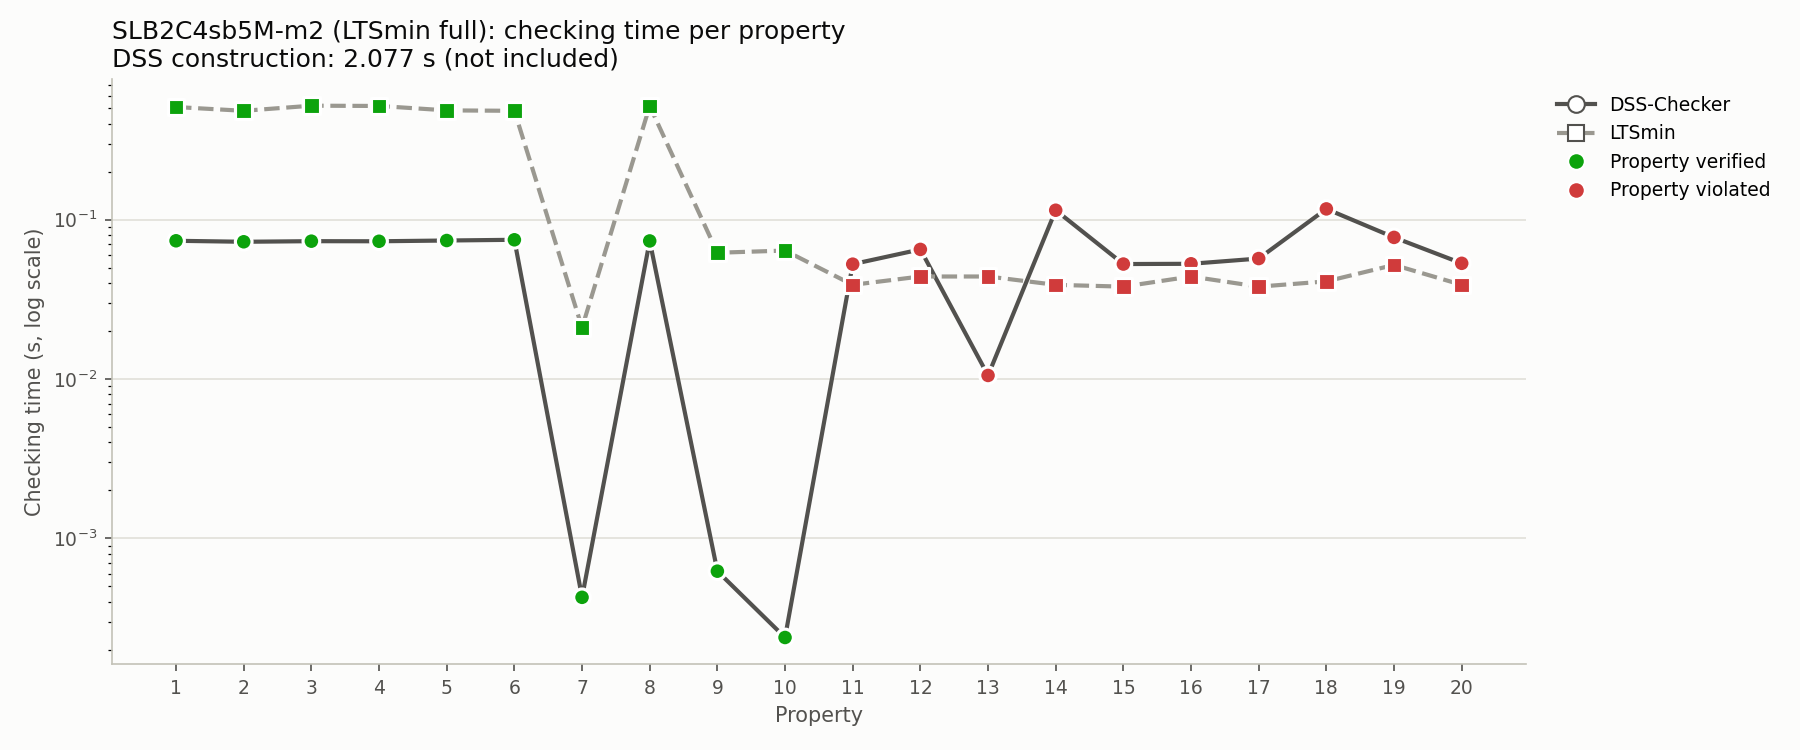 SLB2C4sb5M-m2 (LTSmin full): checking time per property
DSS construction: 2.077 s (not included)
DSS-Checker
LTSmin
Property verified
Property violated
Checking time (s, log scale)
10⁻¹
10⁻²
10⁻³
1 2 3 4 5 6 7 8 9 10 11 12 13 14 15 16 17 18 19 20
Property